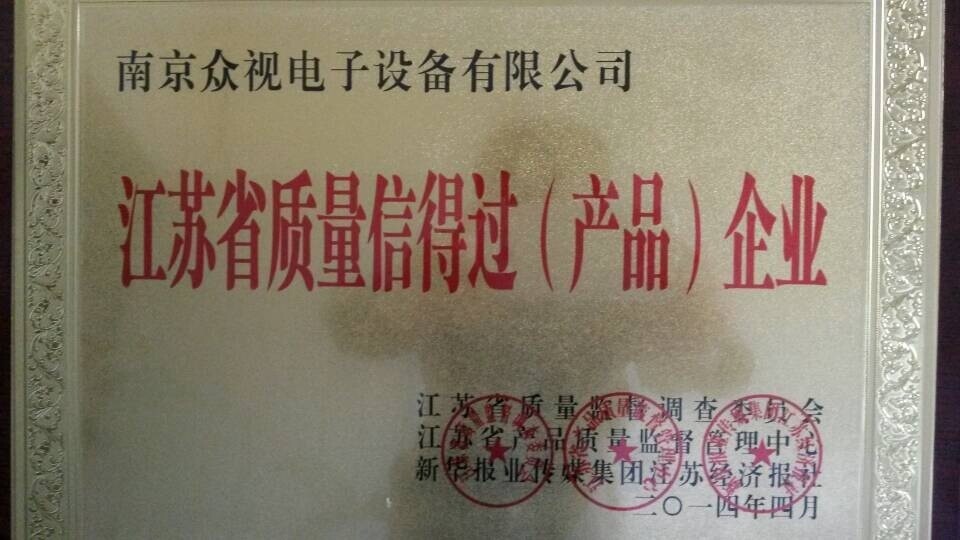 南京众视电子设备有限公司
江苏省质量信得过（产品）企业
江苏省质量监督调查委员会
江苏省产品质量监督管理中心
新华报业传媒集团江苏经济报社
二〇一四年四月